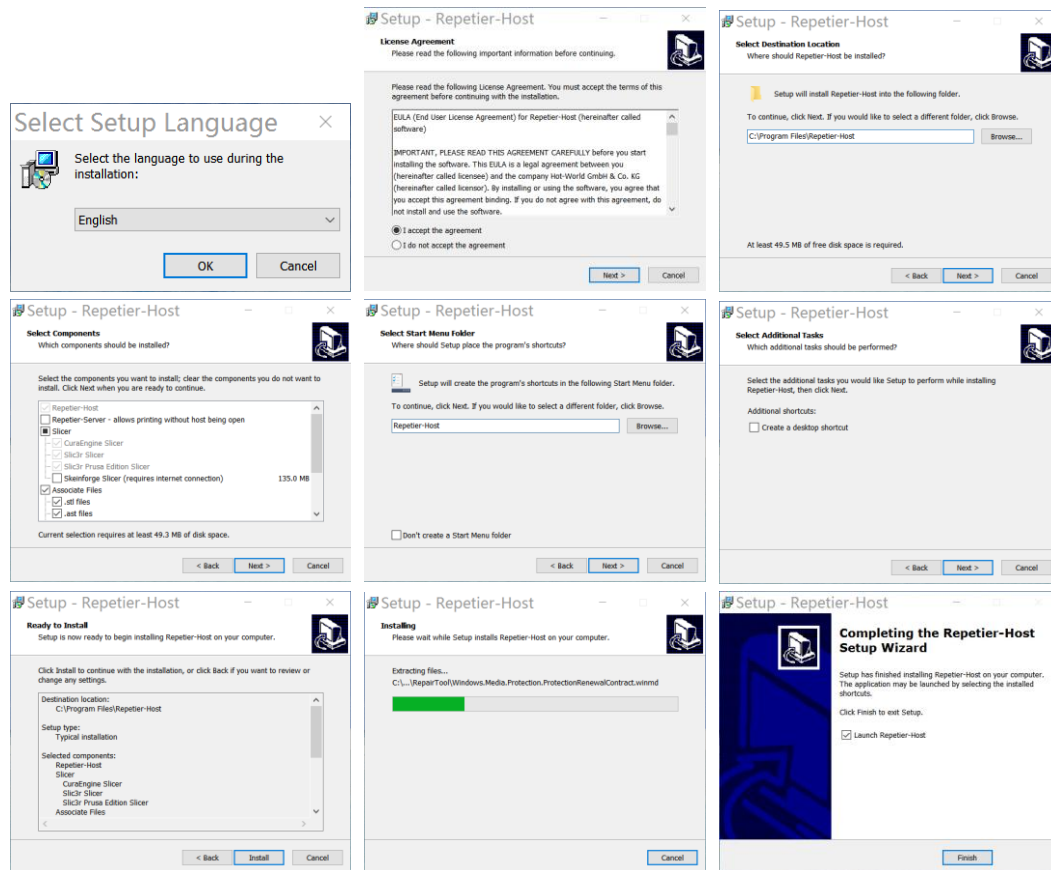 Select Setup Language
Select the language to use during the
installation:
English
OK
Cancel
Setup - Repetier-Host
License Agreement
Please read the following important information before continuing.
Please read the following License Agreement. You must accept the terms of this
agreement before continuing with the installation.
EULA (End User License Agreement) for Repetier-Host (hereinafter called
software)
IMPORTANT, PLEASE READ THIS AGREEMENT CAREFULLY before you start
installing the software. This EULA is a legal agreement between you
(hereinafter called licensee) and the company Hot-World GmbH & Co. KG
(hereinafter called licensor). By installing or using the software, you agree that
you accept this agreement binding. If you do not agree with this agreement, do
not install and use the software.
I accept the agreement
I do not accept the agreement
Next >
Cancel
Setup - Repetier-Host
Select Destination Location
Where should Repetier-Host be installed?
Setup will install Repetier-Host into the following folder.
To continue, click Next. If you would like to select a different folder, click Browse.
C:\Program Files\Repetier-Host
Browse...
At least 49.5 MB of free disk space is required.
< Back
Next >
Cancel
Setup - Repetier-Host
Select Components
Which components should be installed?
Select the components you want to install; clear the components you do not want to
install. Click Next when you are ready to continue.
Repetier-Host
Repetier-Server - allows printing without host being open
Slicer
CuraEngine Slicer
Slic3r Slicer
Slic3r Pruse Edition Slicer
Skeinforge Slicer (requires internet connection) 135.0 MB
Associate Files
.stl files
.ast files
Current selection requires at least 49.3 MB of disk space.
< Back
Next >
Cancel
Setup - Repetier-Host
Select Start Menu Folder
Where should Setup place the program's shortcuts?
Setup will create the program's shortcuts in the following Start Menu folder.
To continue, click Next. If you would like to select a different folder, click Browse.
Repetier-Host
Browse...
Don't create a Start Menu folder
< Back
Next >
Cancel
Setup - Repetier-Host
Select Additional Tasks
Which additional tasks should be performed?
Select the additional tasks you would like Setup to perform while installing
Repetier-Host, then click Next.
Additional shortcuts:
Create a desktop shortcut
< Back
Next >
Cancel
Setup - Repetier-Host
Ready to Install
Setup is now ready to begin installing Repetier-Host on your computer.
Click Install to continue with the installation, or click Back if you want to review or
change any settings.
Destination location:
C:\Program Files\Repetier-Host
Setup type:
Typical installation
Selected components:
Repetier-Host
Slicer
CuraEngine Slicer
Slic3r Slicer
Slic3r Prusa Edition Slicer
Associate Files
< Back
Install
Cancel
Setup - Repetier-Host
Installing
Please wait while Setup installs Repetier-Host on your computer.
Extracting files...
C:\...\RepairTool\Windows.Media.Protection.ProtectionRenewalContract.winmd
Cancel
Setup - Repetier-Host
Completing the Repetier-Host
Setup Wizard
Setup has finished installing Repetier-Host on your computer.
The application may be launched by selecting the installed
shortcuts.
Click Finish to exit Setup.
Launch Repetier-Host
Finish